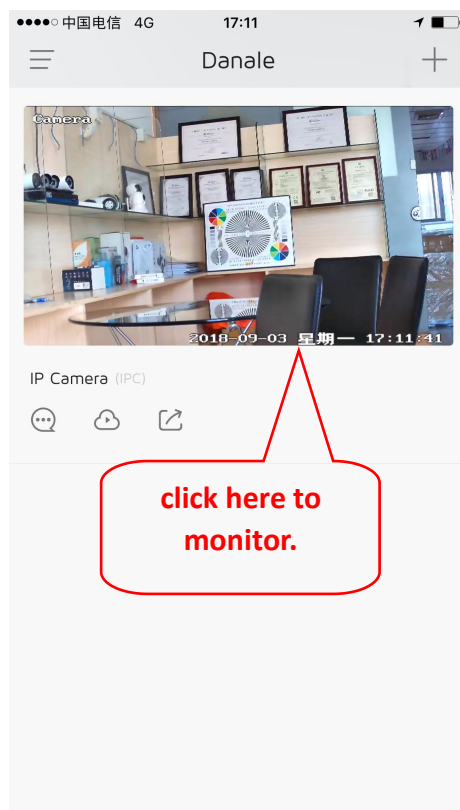 中国电信 4G 17:11
Danale
Camera
2018-09-03 星期一 17:11:41
IP Camera (IPC)
click here to
monitor.